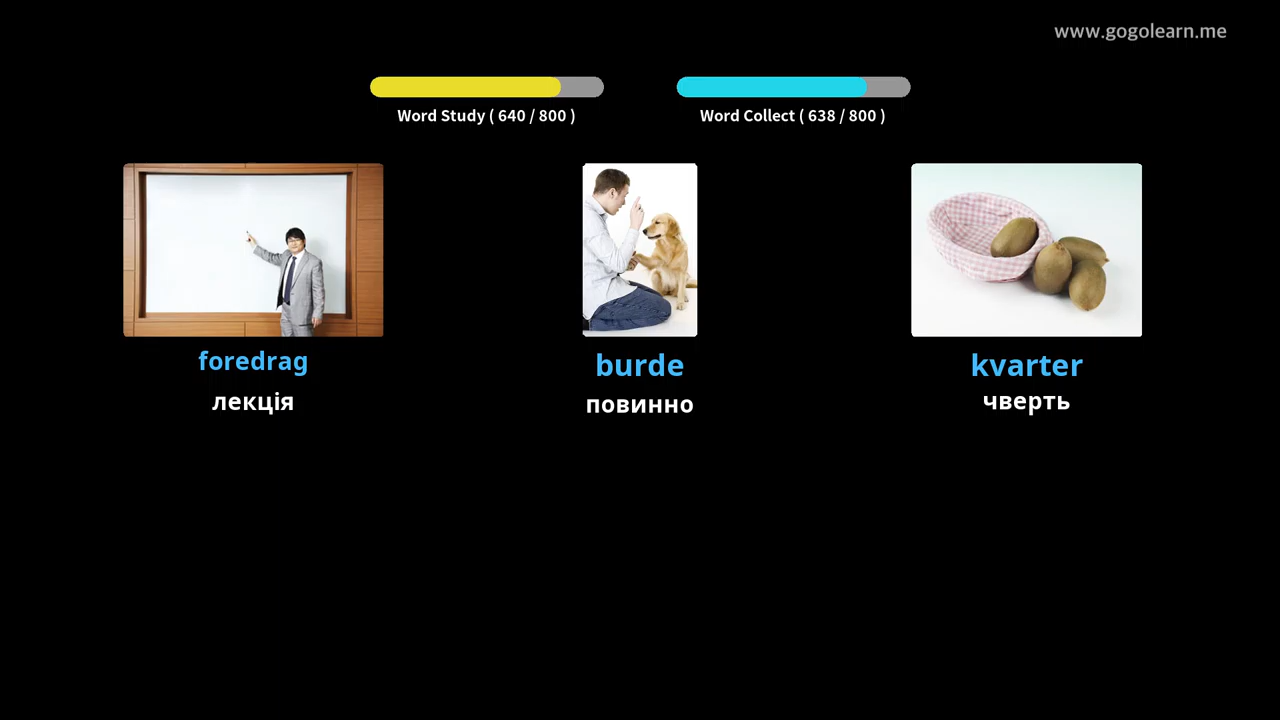 www.gogolearn.me
Word Study ( 640 / 800 )
Word Collect ( 638 / 800 )
foredrag
лекція
burde
повинно
kvarter
чверть